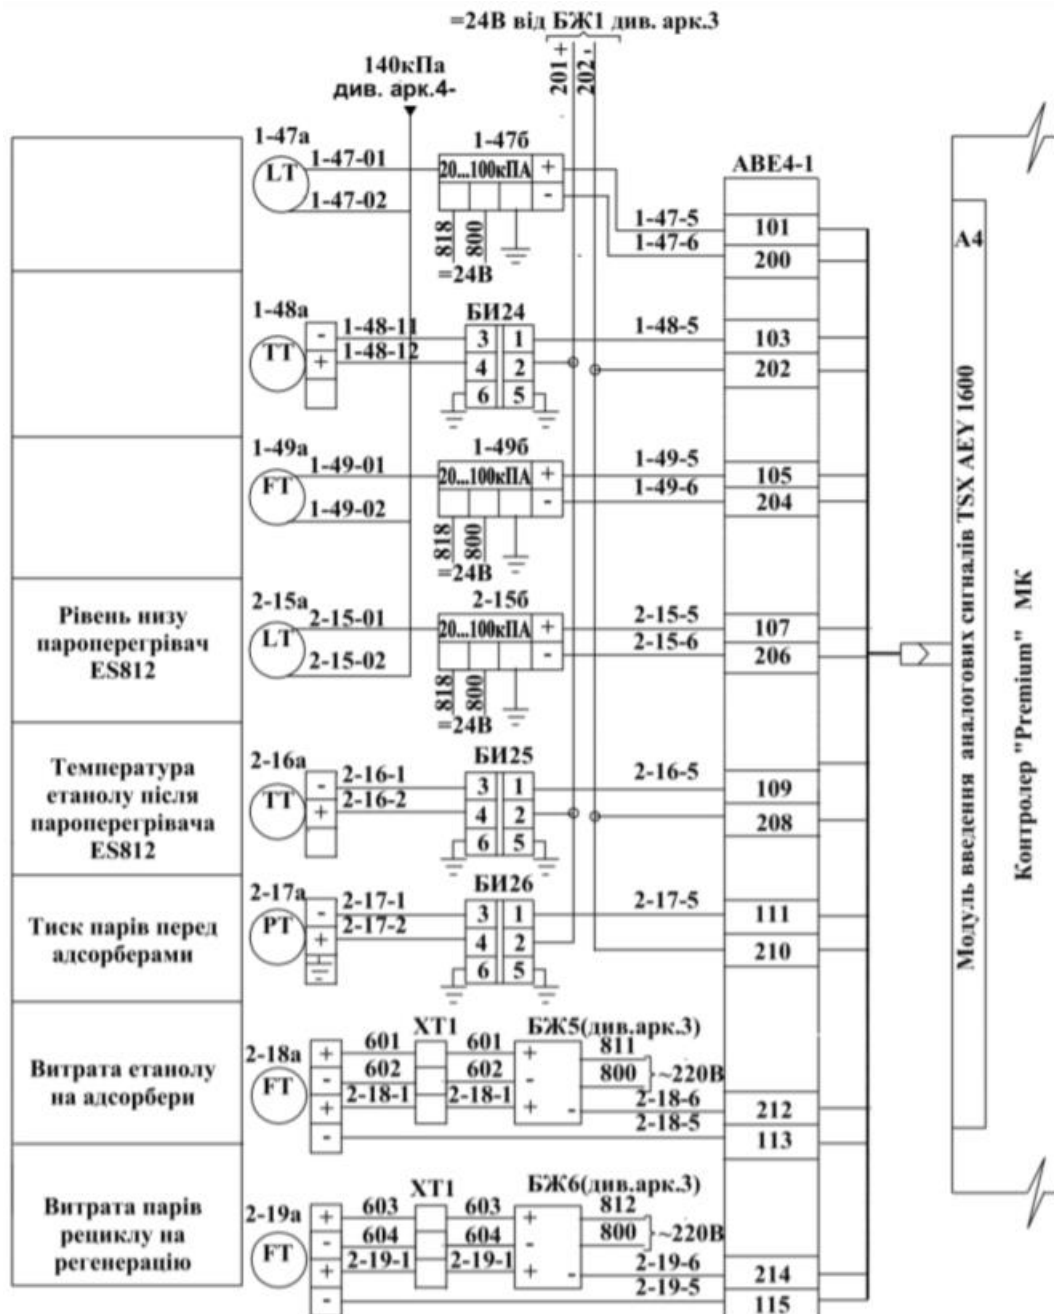 =24В від БЖ1 див. арк.3
201 +
202 -
140кПа
див. арк.4-
1-47а
LT
1-47-01
1-47-02
1-47б
20...100кПА
+
-
818
800
=24В
АВЕ4-1
1-47-5
101
1-47-6
200
А4
1-48а
TT
-
+
1-48-11
1-48-12
БИ24
3 1
4 2
6 5
1-48-5
103
202
1-49а
FT
1-49-01
1-49-02
1-49б
20...100кПА
+
-
818
800
=24В
1-49-5
105
1-49-6
204
Рівень низу
пароперегрівач
ES812
2-15а
LT
2-15-01
2-15-02
2-15б
20...100кПА
+
-
818
800
=24В
2-15-5
107
2-15-6
206
Температура
етанолу після
пароперегрівача
ES812
2-16а
TT
-
+
2-16-1
2-16-2
БИ25
3 1
4 2
6 5
2-16-5
109
208
Тиск парів перед
адсорберами
2-17а
PT
-
+
2-17-1
2-17-2
БИ26
3 1
4 2
6 5
2-17-5
111
210
Витрата етанолу
на адсорбери
2-18а
FT
+
-
+
-
601
602
2-18-1
ХТ1
601
602
2-18-1
БЖ5(див.арк.3)
+
-
+ -
811
800
~220В
2-18-6
212
2-18-5
113
Витрата парів
рециклу на
регенерацію
2-19а
FT
+
-
+
-
603
604
2-19-1
ХТ1
603
604
2-19-1
БЖ6(див.арк.3)
+
-
+ -
812
800
~220В
2-19-6
214
2-19-5
115
Модуль введення аналогових сигналів TSX AEY 1600
Контролер "Premium" МК